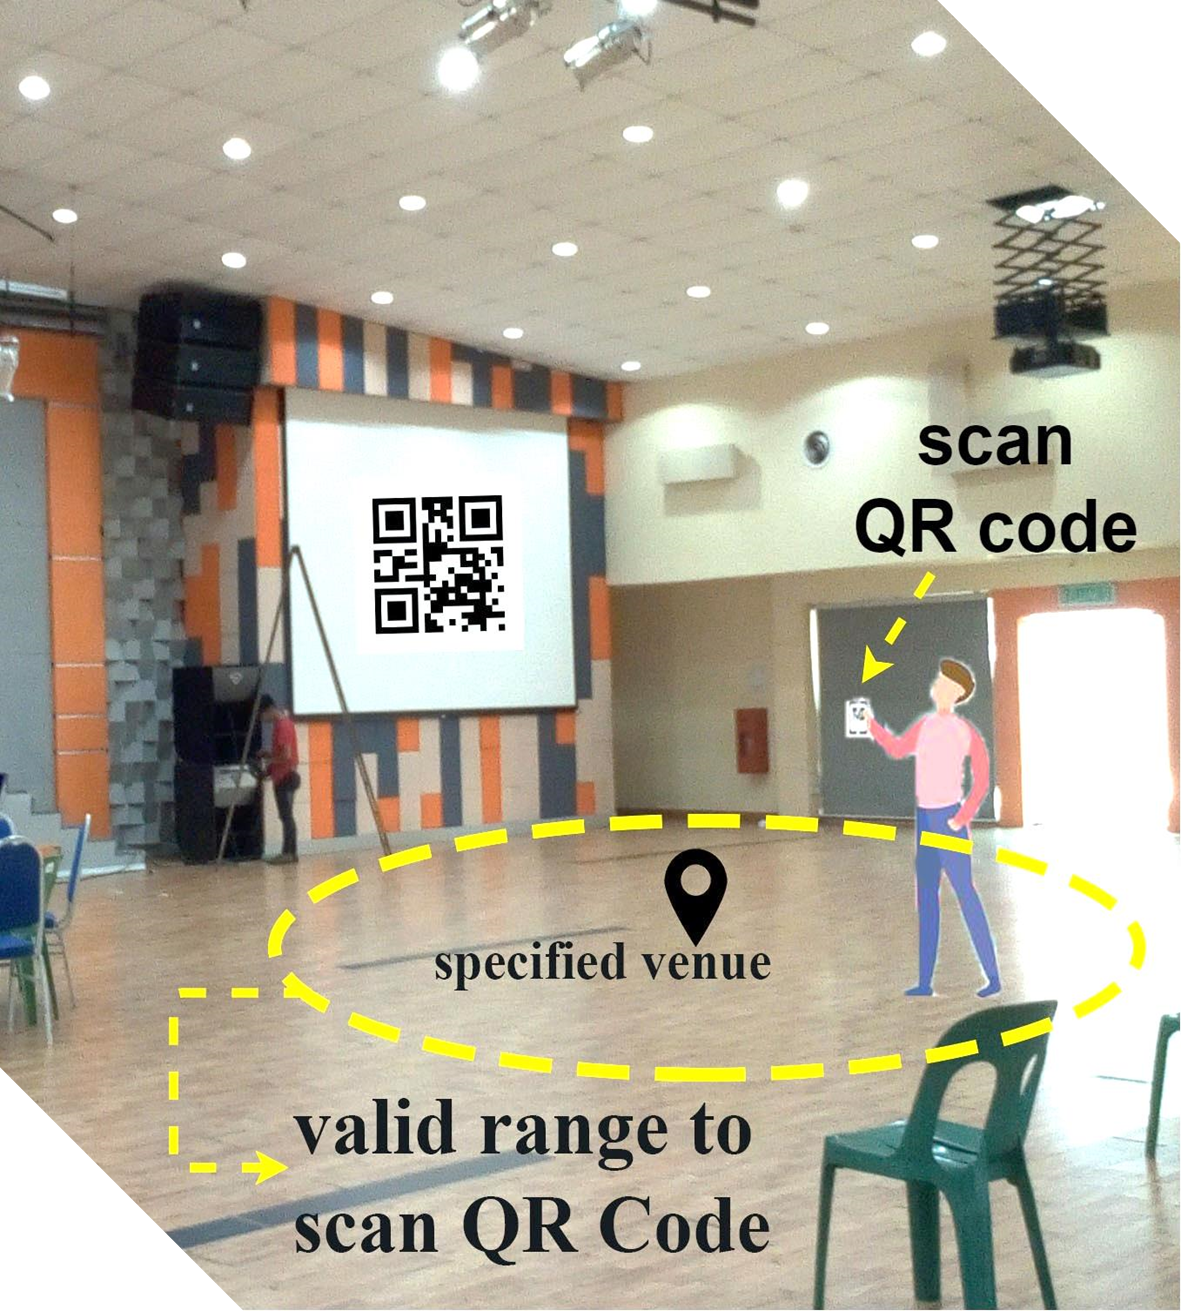 scan
QR code
specified venue
valid range to
scan QR Code